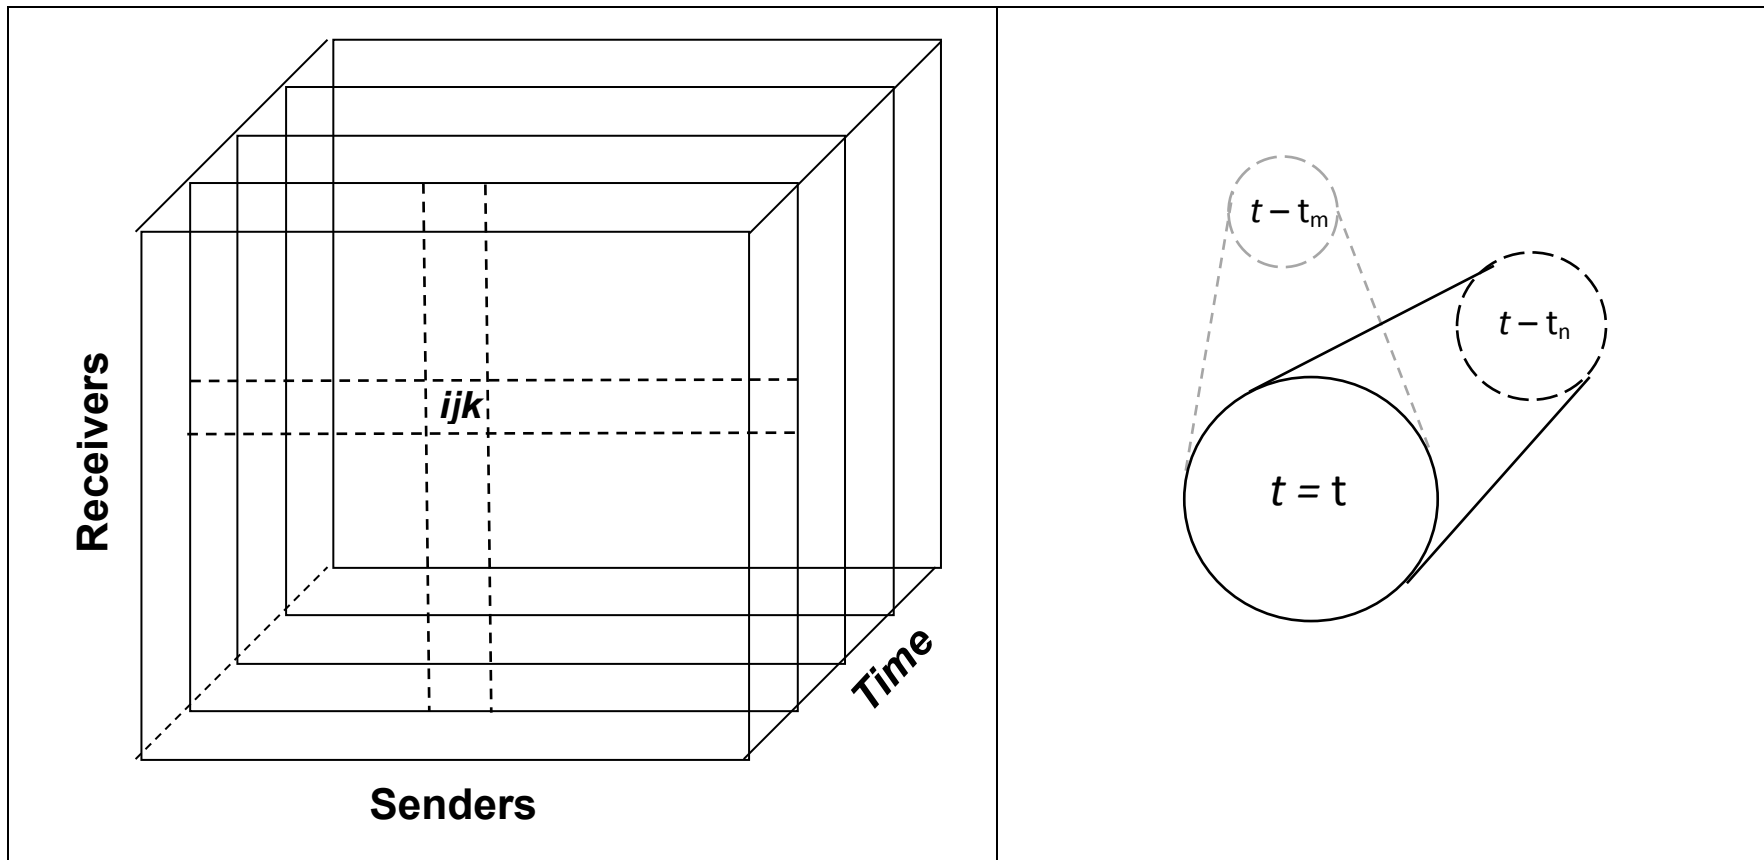 Receivers
ijk
Time
Senders
t – tₘ
t – tₙ
t = t